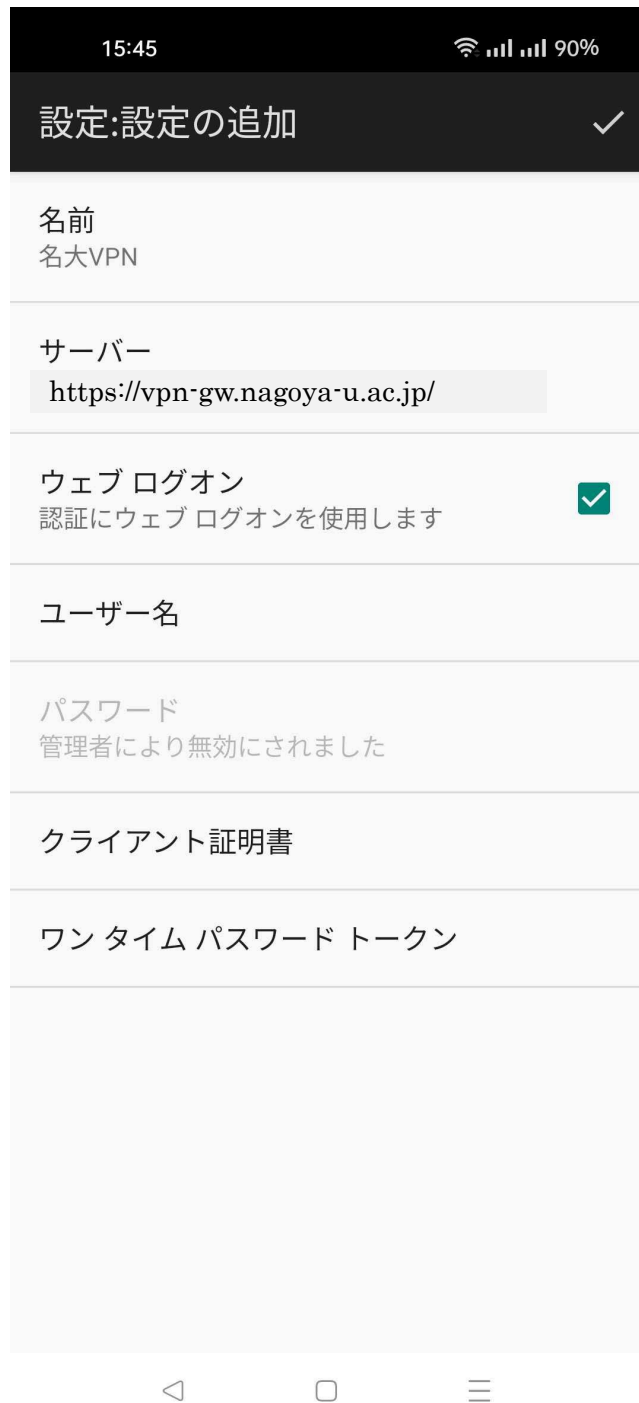 15:45 90%
設定:設定の追加
名前
名大VPN
サーバー
https://vpn-gw.nagoya-u.ac.jp/
ウェブ ログオン
認証にウェブ ログオンを使用します
ユーザー名
パスワード
管理者により無効にされました
クライアント証明書
ワン タイム パスワード トークン